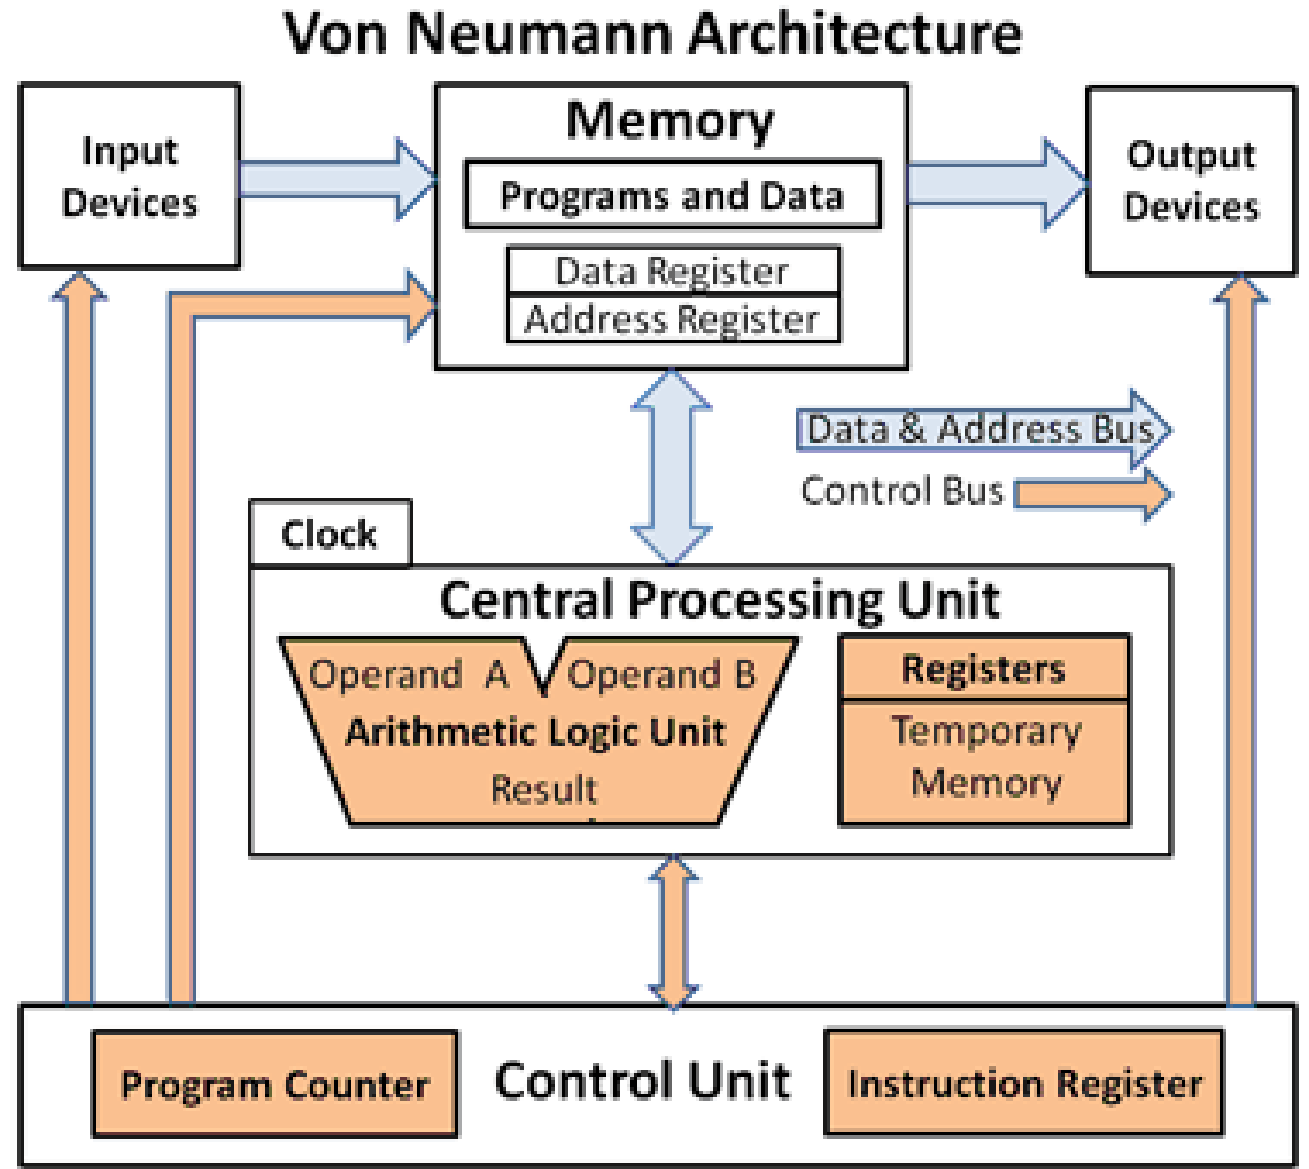 Von Neumann Architecture
Input
Devices
Memory
Programs and Data
Data Register
Address Register
Output
Devices
Data & Address Bus
Control Bus
Clock
Central Processing Unit
Operand A
Operand B
Arithmetic Logic Unit
Result
Registers
Temporary
Memory
Program Counter
Control Unit
Instruction Register